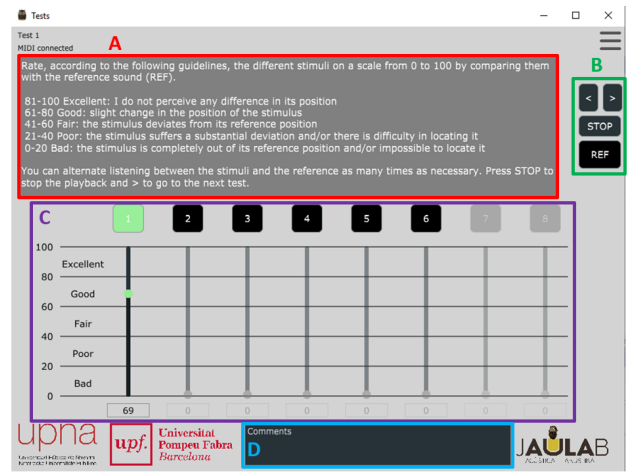 Tests
Test 1
MIDI connected
A
Rate, according to the following guidelines, the different stimuli on a scale from 0 to 100 by comparing them
with the reference sound (REF).
81-100 Excellent: I do not perceive any difference in its position
61-80 Good: slight change in the position of the stimulus
41-60 Fair: the stimulus deviates from its reference position
21-40 Poor: the stimulus suffers a substantial deviation and/or there is difficulty in locating it
0-20 Bad: the stimulus is completely out of its reference position and/or impossible to locate it
You can alternate listening between the stimuli and the reference as many times as necessary. Press STOP to
stop the playback and > to go to the next test.
B
< >
STOP
REF
C
1 2 3 4 5 6 7 8
100
Excellent
80
Good
60
Fair
40
Poor
20
Bad
0
69 0 0 0 0 0 0 0
upna
upf.
Universitat
Pompeu Fabra
Barcelona
Comments
D
JAULAB